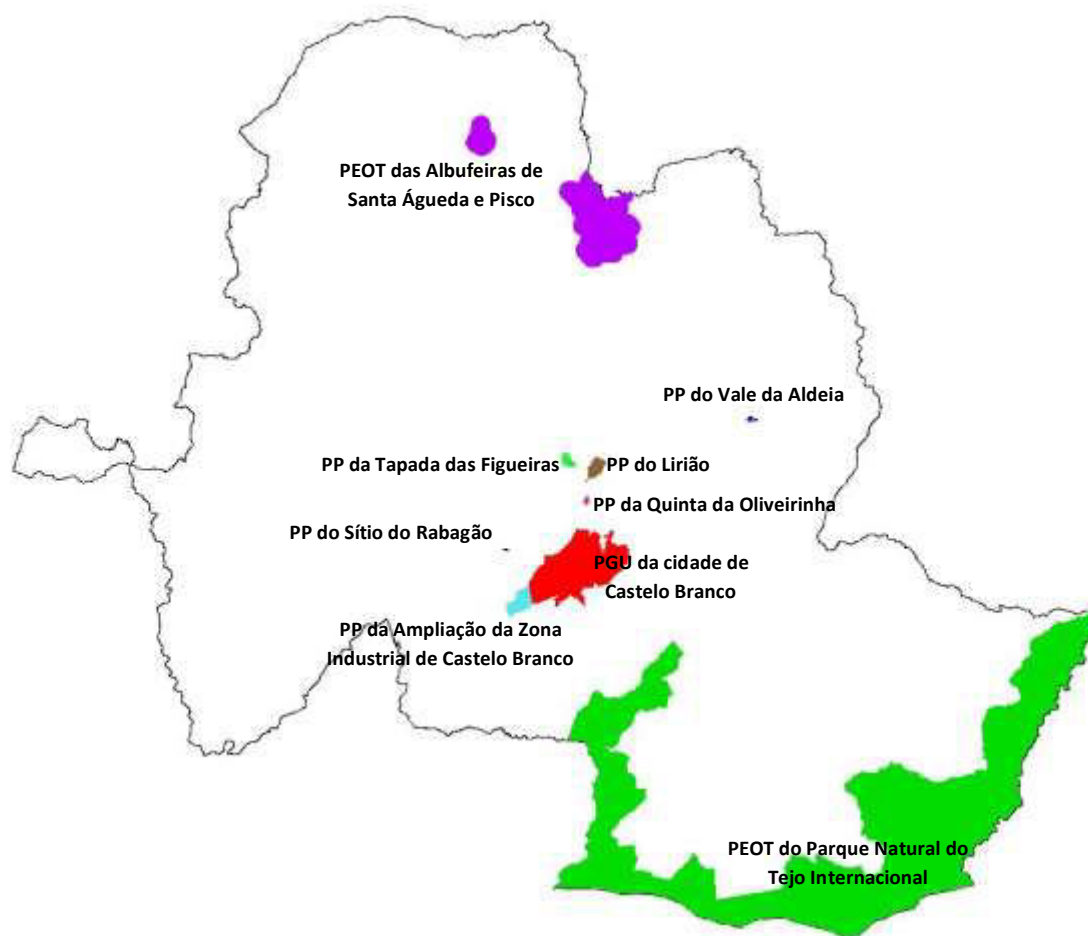 PEOT das Albufeiras de
Santa Águeda e Pisco
PP do Vale da Aldeia
PP da Tapada das Figueiras
PP do Lirião
PP da Quinta da Oliveirinha
PP do Sítio do Rabagão
PGU da cidade de
Castelo Branco
PP da Ampliação da Zona
Industrial de Castelo Branco
PEOT do Parque Natural do
Tejo Internacional